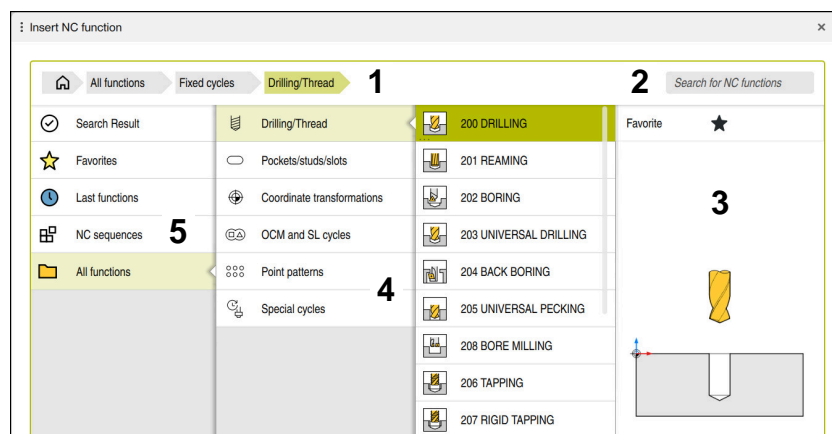 Insert NC function
×
All functions
Fixed cycles
Drilling/Thread
1
2
Search for NC functions
Search Result
Favorites
Last functions
NC sequences
5
All functions
Drilling/Thread
Pockets/studs/slots
Coordinate transformations
OCM and SL cycles
Point patterns
4
Special cycles
200 DRILLING
201 REAMING
202 BORING
203 UNIVERSAL DRILLING
204 BACK BORING
205 UNIVERSAL PECKING
208 BORE MILLING
206 TAPPING
207 RIGID TAPPING
Favorite
3